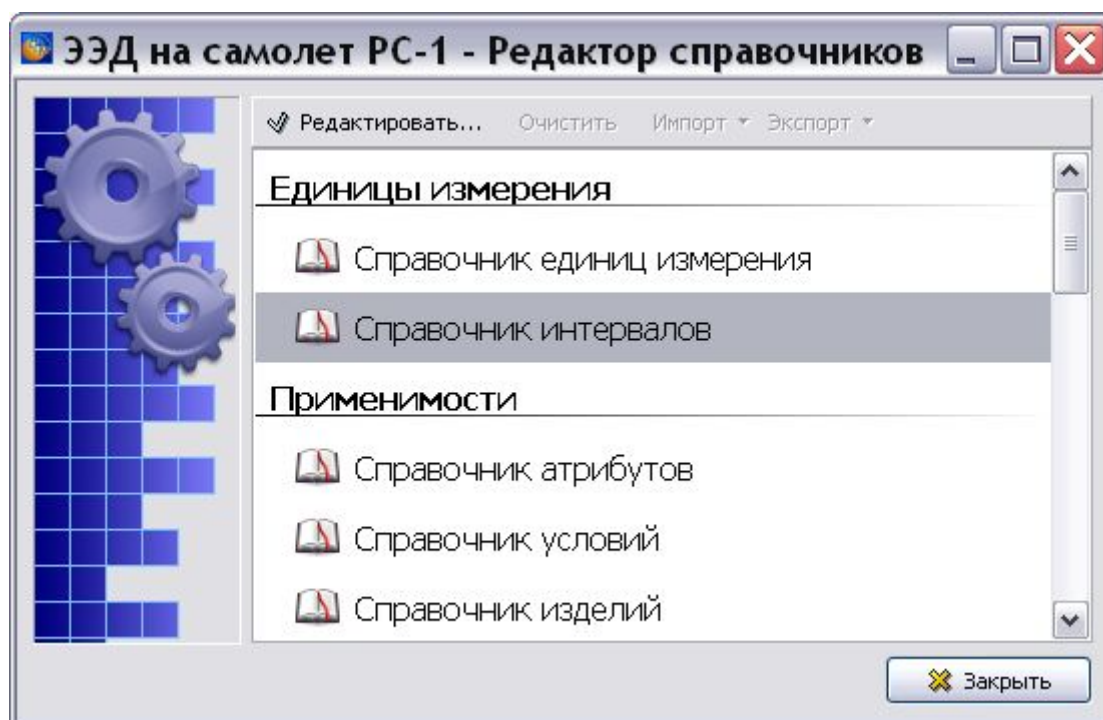 ЭЭД на самолет РС-1 - Редактор справочников
Редактировать... Очистить Импорт Экспорт
Единицы измерения
Справочник единиц измерения
Справочник интервалов
Применимости
Справочник атрибутов
Справочник условий
Справочник изделий
Закрыть